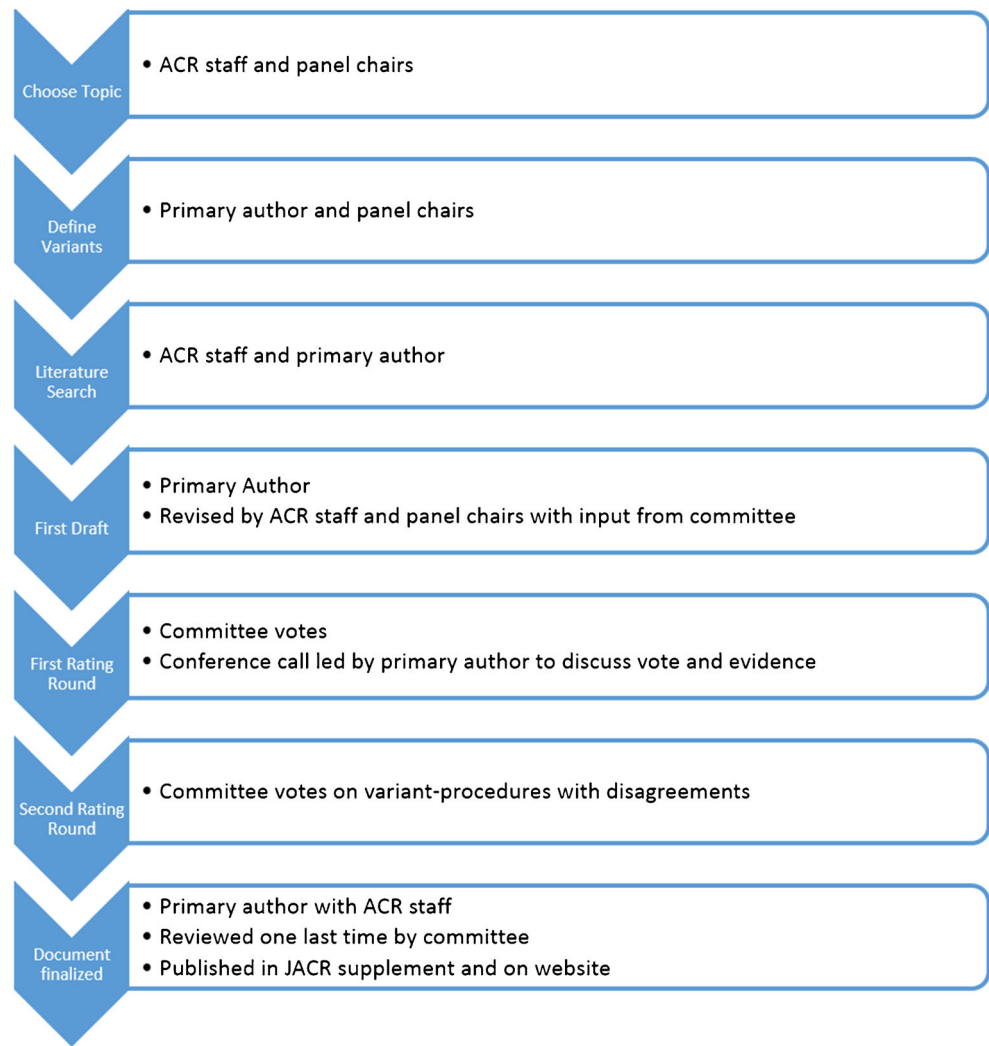 Choose Topic
• ACR staff and panel chairs
Define
Variants
• Primary author and panel chairs
Literature
Search
• ACR staff and primary author
First Draft
• Primary Author
• Revised by ACR staff and panel chairs with input from committee
First Rating
Round
• Committee votes
• Conference call led by primary author to discuss vote and evidence
Second Rating
Round
• Committee votes on variant-procedures with disagreements
Document
finalized
• Primary author with ACR staff
• Reviewed one last time by committee
• Published in JACR supplement and on website